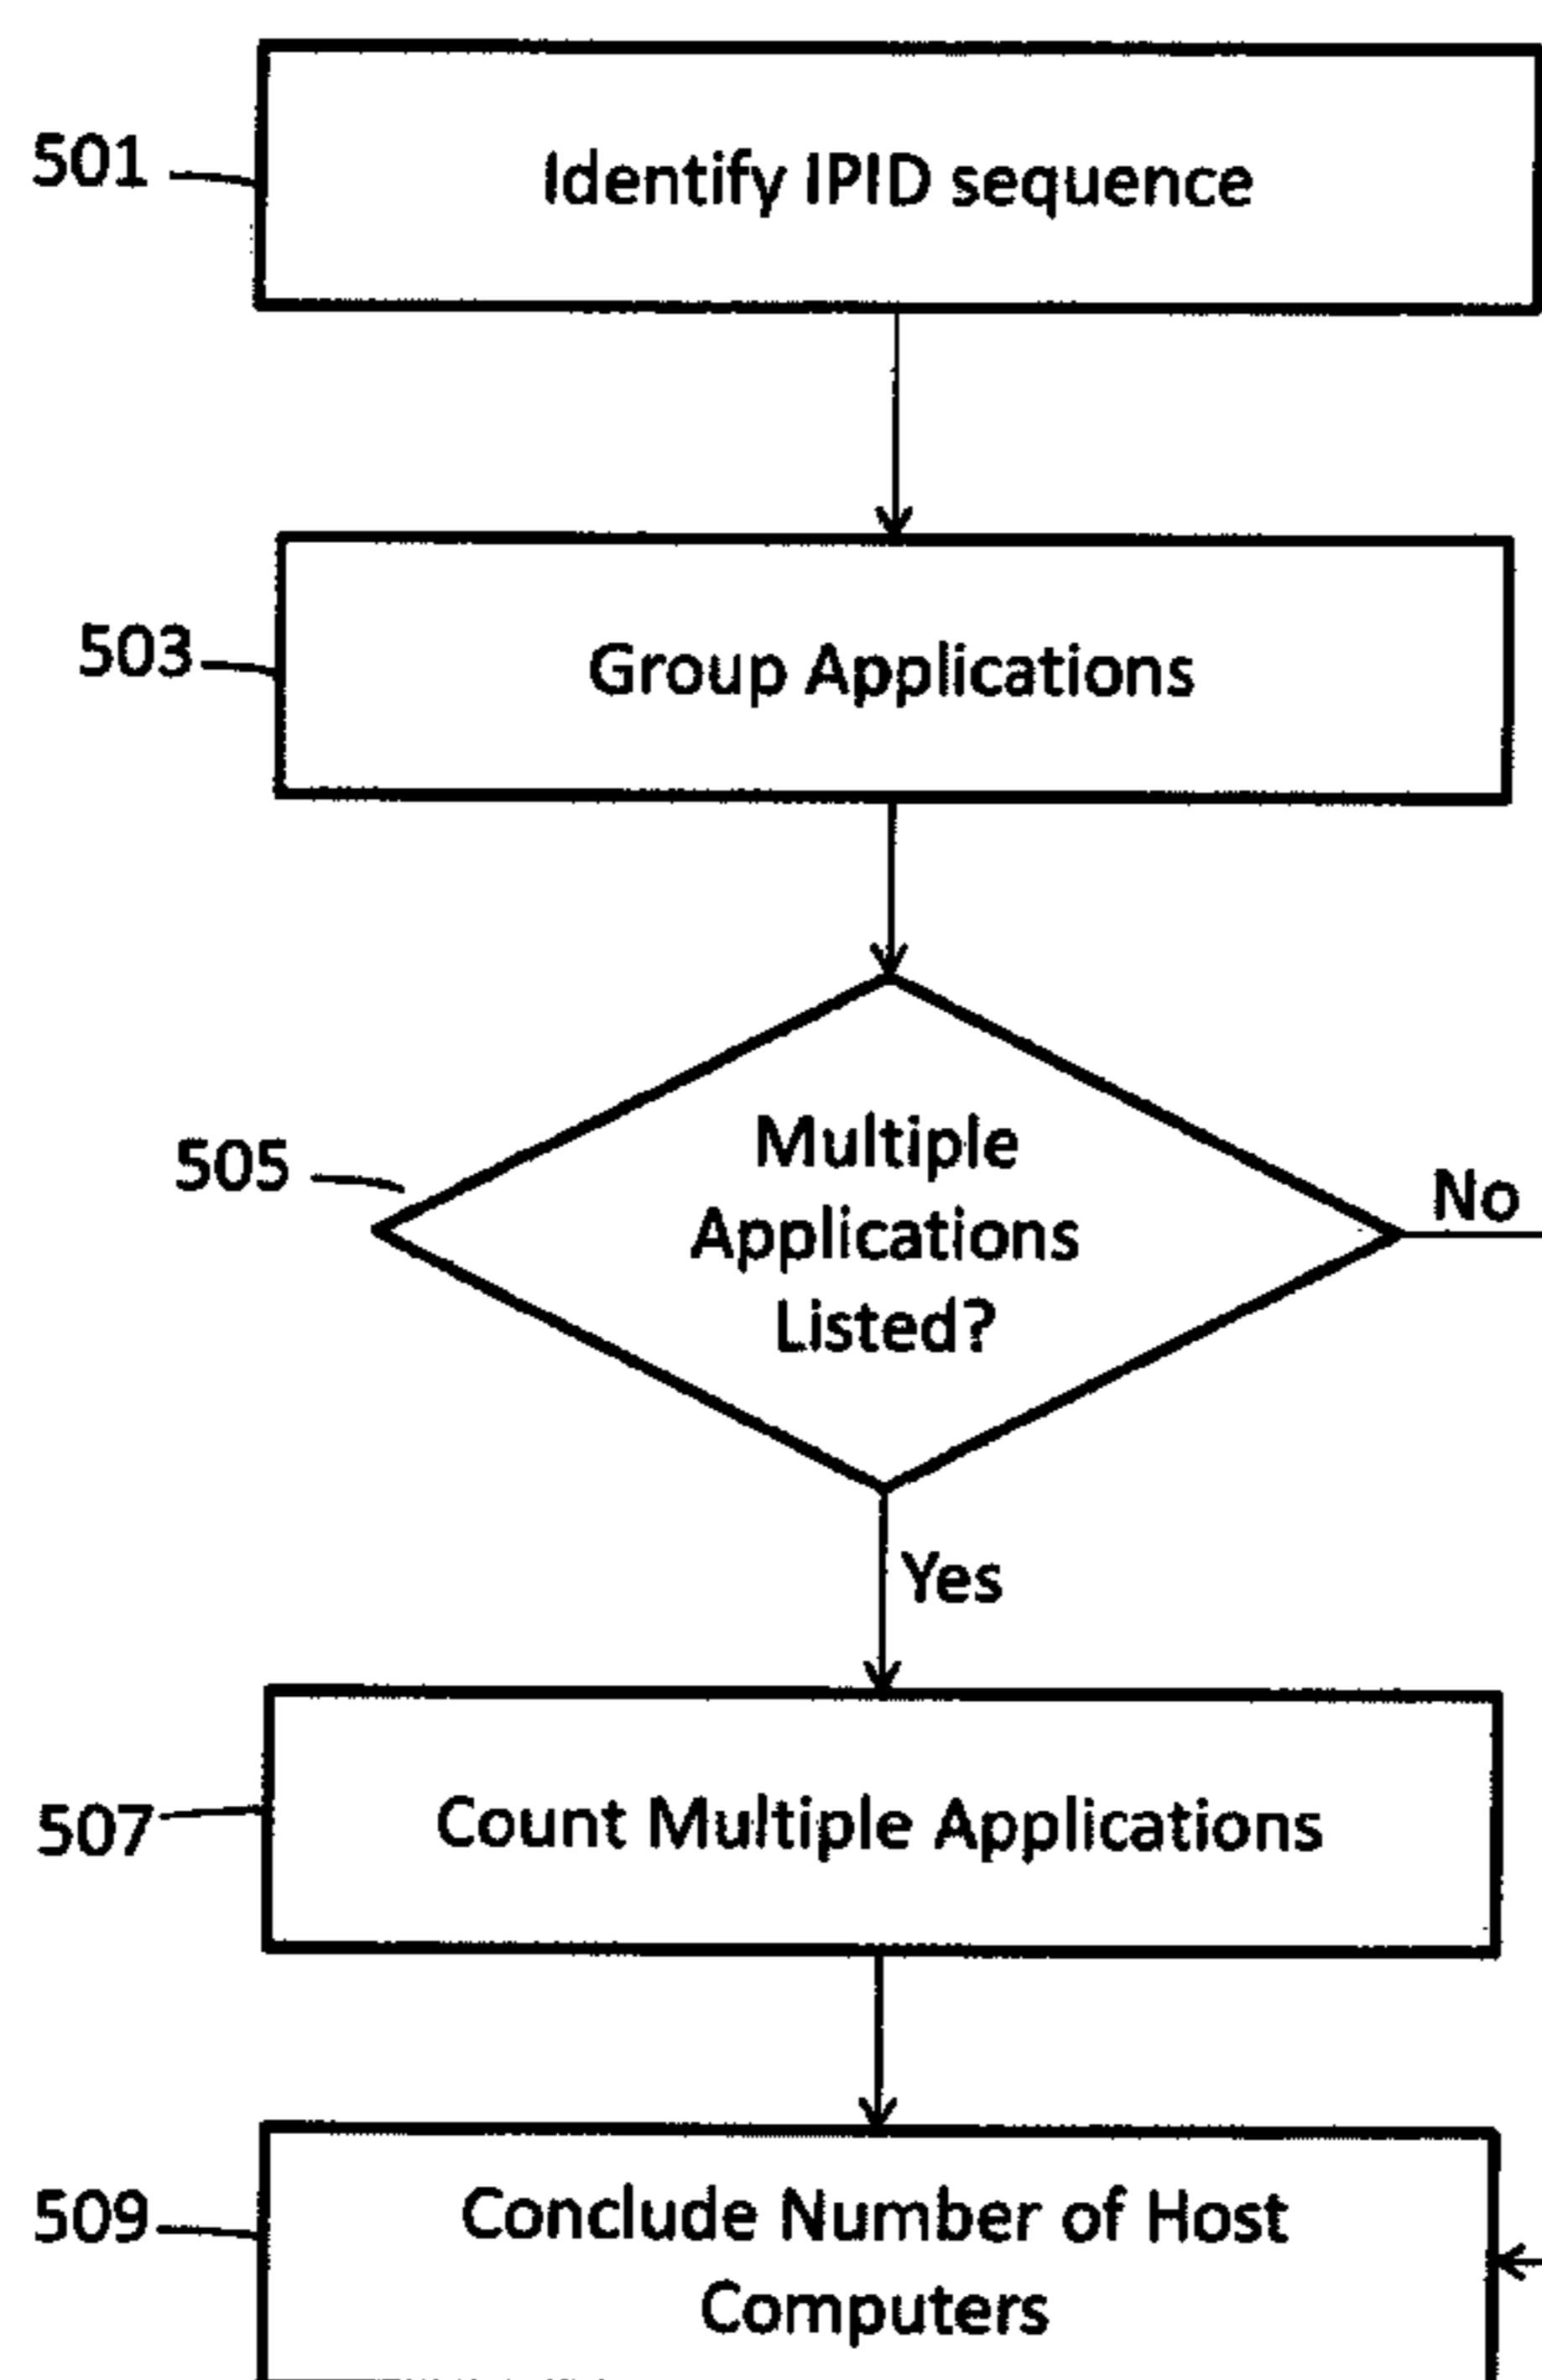 501
Identify IPID sequence
503
Group Applications
505
Multiple
Applications
Listed?
No
Yes
507
Count Multiple Applications
509
Conclude Number of Host
Computers